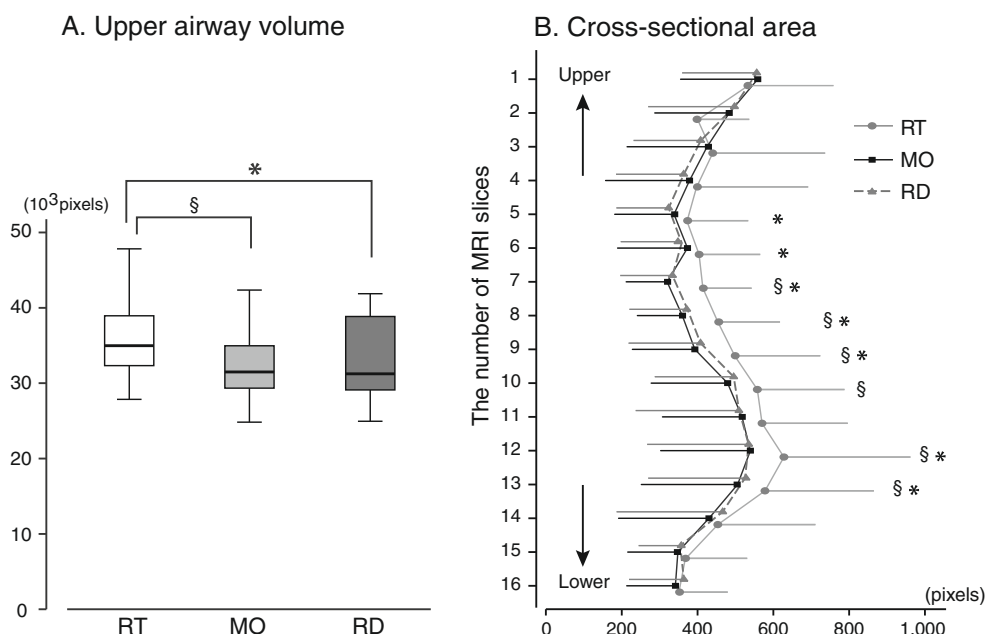 A. Upper airway volume
(10³pixels)
50
40
30
20
10
0
*
§
RT
MO
RD
B. Cross-sectional area
The number of MRI slices
1
2
3
4
5
6
7
8
9
10
11
12
13
14
15
16
Upper
Lower
RT
MO
RD
*
*
§ *
§ *
§ *
§
§ *
§ *
(pixels)
0
200
400
600
800
1.000